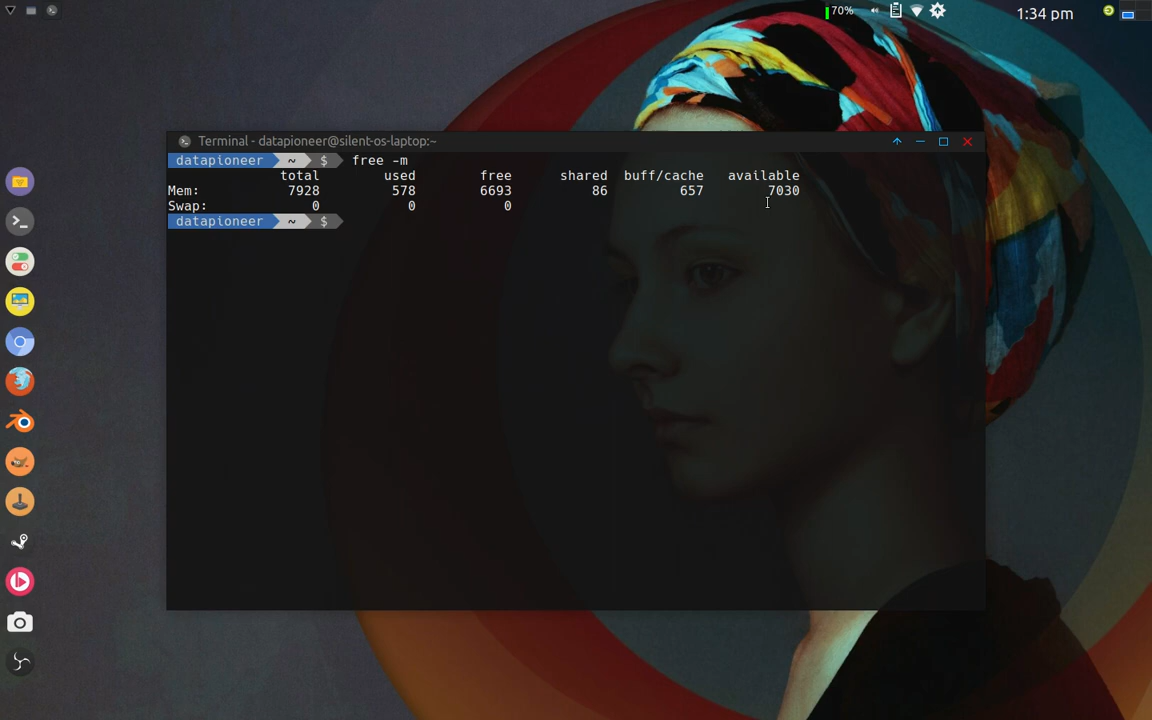 70%
1:34 pm
Terminal - datapioneer@silent-os-laptop:~
datapioneer ~ $ free -m
total used free shared buff/cache available
Mem: 7928 578 6693 86 657 7030
Swap: 0 0 0
datapioneer ~ $